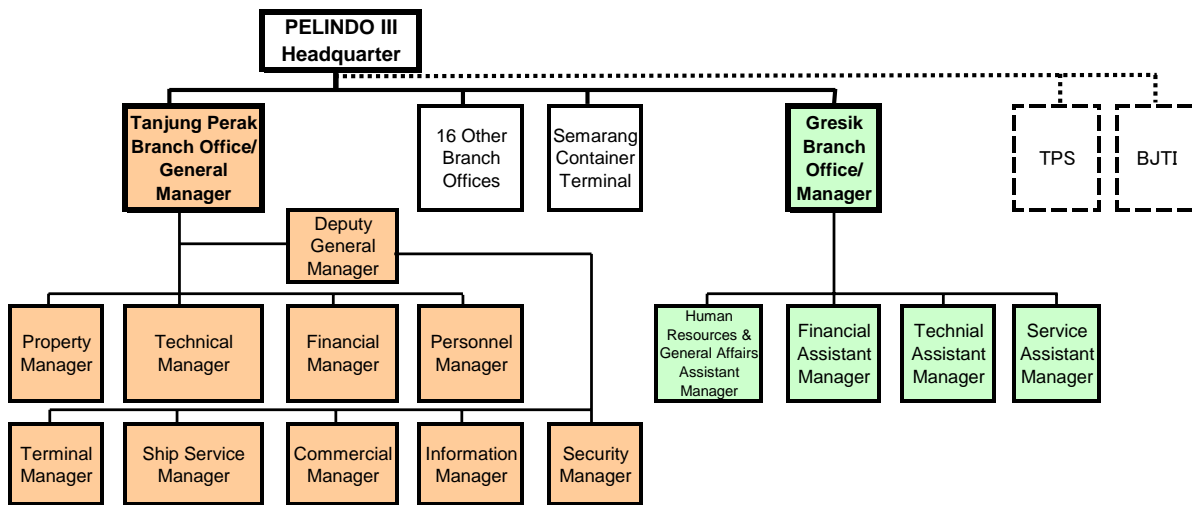 PELINDO III
Headquarter
Tanjung Perak
Branch Office/
General
Manager
16 Other
Branch
Offices
Semarang
Container
Terminal
Gresik
Branch
Office/
Manager
TPS
BJTI
Deputy
General
Manager
Property
Manager
Technical
Manager
Financial
Manager
Personnel
Manager
Human
Resources &
General Affairs
Assistant
Manager
Financial
Assistant
Manager
Technial
Assistant
Manager
Service
Assistant
Manager
Terminal
Manager
Ship Service
Manager
Commercial
Manager
Information
Manager
Security
Manager